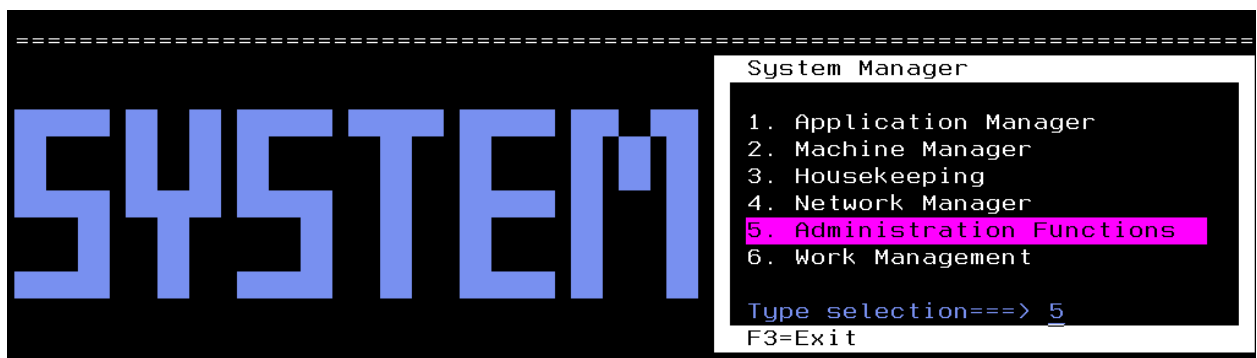 ==============================================================================
System Manager
SYSTEM
1. Application Manager
2. Machine Manager
3. Housekeeping
4. Network Manager
5. Administration Functions
6. Work Management
Type selection===> 5
F3=Exit